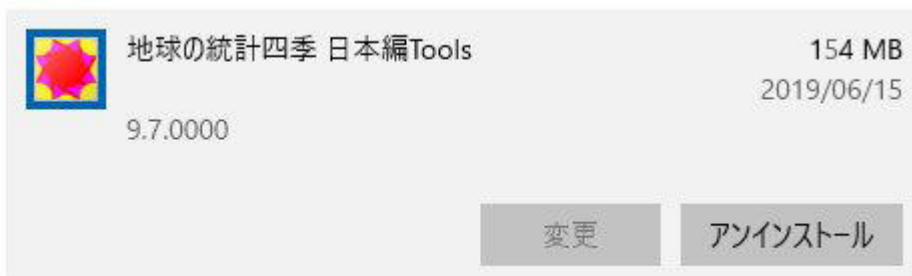 地球の統計四季 日本編Tools
154 MB
2019/06/15
9.7.0000
変更
アンインストール